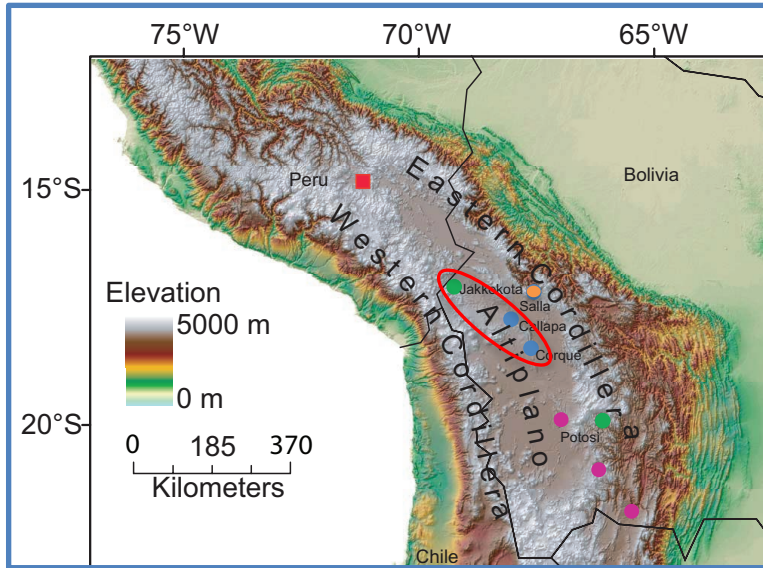 75°W 70°W 65°W
15°S
20°S
Peru
Bolivia
Eastern Cordillera
Western Cordillera
Altiplano
Jakkokota
Salla
Callapa
Corque
Potosi
Chile
Elevation
5000 m
0 m
0 185 370
Kilometers